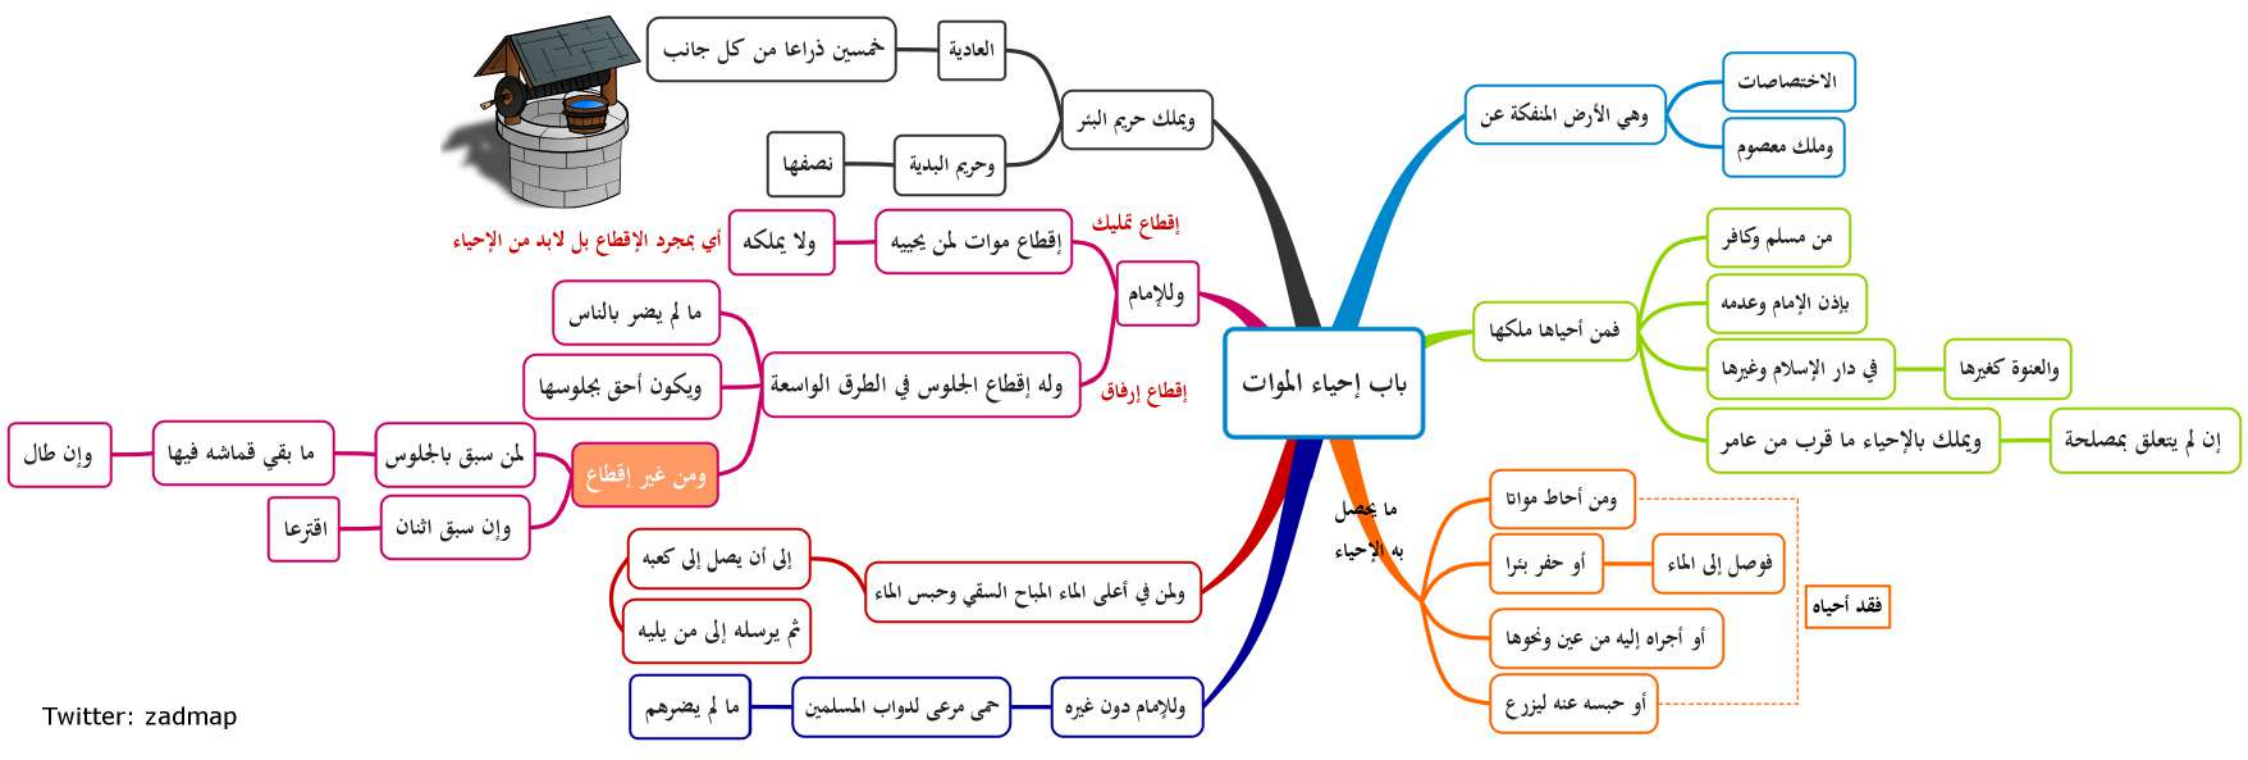 باب إحياء الموات
وهي الأرض المنفكة عن
الاختصاصات
وملك معصوم
فمن أحياها ملكها
من مسلم وكافر
بإذن الإمام وعدمه
في دار الإسلام وغيرها
والعنوة كغيرها
ويملك بالإحياء ما قرب من عامر
إن لم يتعلق بمصلحة
ما يحصل
به الإحياء
ومن أحاط مواتا
أو حفر بئرا
فوصل إلى الماء
أو أجراه إليه من عين ونحوها
أو حبسه عنه ليزرع
فقد أحياه
ويملك حريم البئر
العادية
خمسين ذراعا من كل جانب
وحريم البدية
نصفها
وللإمام
إقطاع تمليك
إقطاع موات لمن يحييه
ولا يملكه
أي بمجرد الإقطاع بل لابد من الإحياء
إقطاع إرفاق
وله إقطاع الجلوس في الطرق الواسعة
ما لم يضر بالناس
ويكون أحق بجلوسها
ومن غير إقطاع
لمن سبق بالجلوس
ما بقي قماشه فيها
وإن طال
وإن سبق اثنان
اقترعا
ولمن في أعلى الماء المباح السقي وحبس الماء
إلى أن يصل إلى كعبه
ثم يرسله إلى من يليه
وللإمام دون غيره
حمى مرعى لدواب المسلمين
ما لم يضرهم
Twitter: zadmap